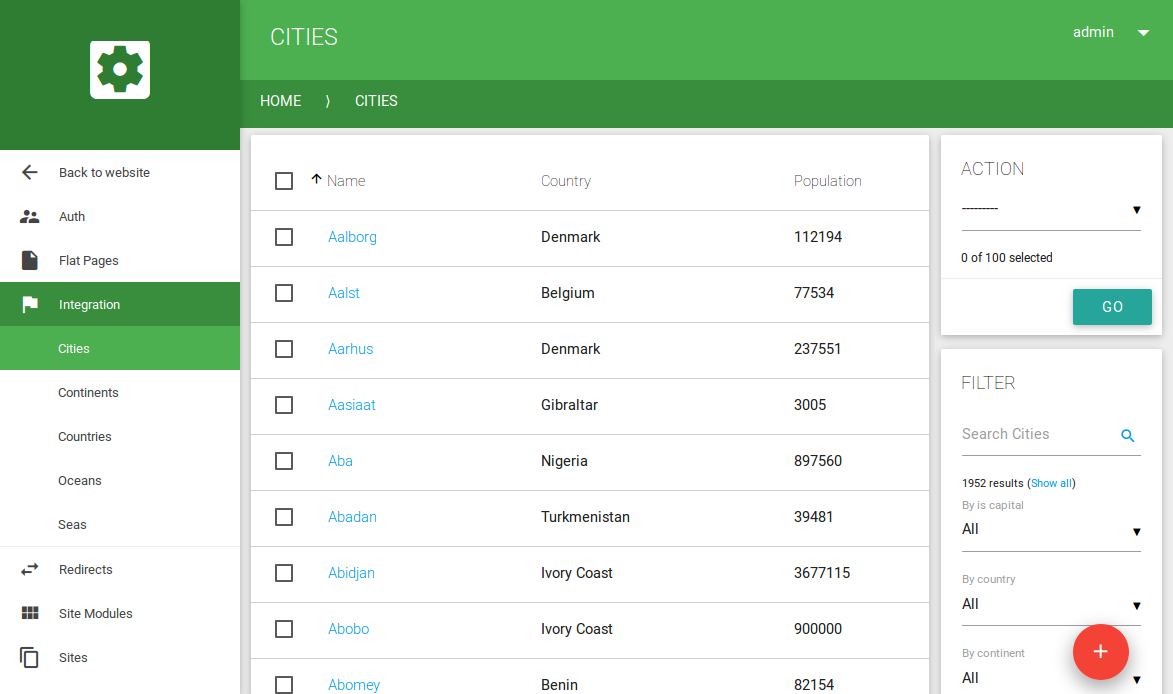 CITIES
admin
HOME ⟩ CITIES
Back to website
Auth
Flat Pages
Integration
Cities
Continents
Countries
Oceans
Seas
Redirects
Site Modules
Sites
Name Country Population
Aalborg Denmark 112194
Aalst Belgium 77534
Aarhus Denmark 237551
Aasiaat Gibraltar 3005
Aba Nigeria 897560
Abadan Turkmenistan 39481
Abidjan Ivory Coast 3677115
Abobo Ivory Coast 900000
Abomey Benin 82154
ACTION
---------
0 of 100 selected
GO
FILTER
Search Cities
1952 results (Show all)
By is capital
All
By country
All
By continent
All